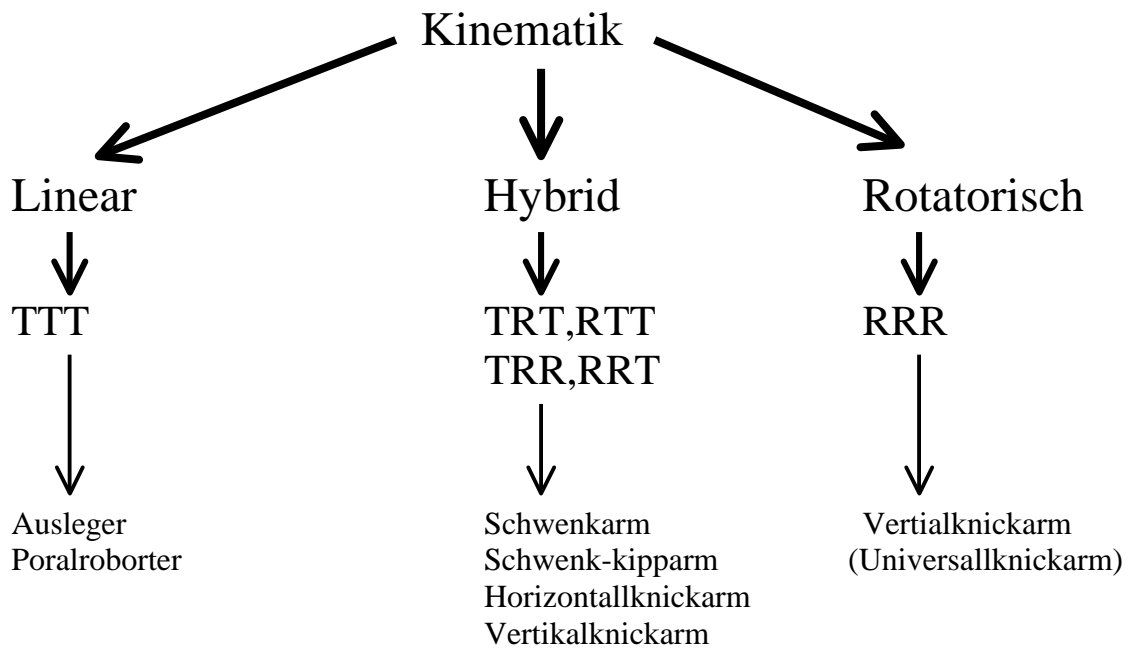 Kinematik
Linear
Hybrid
Rotatorisch
TTT
TRT,RTT
TRR,RRT
RRR
Ausleger
Poralroborter
Schwenkarm
Schwenk-kipparm
Horizontallknickarm
Vertikalknickarm
Vertialknickarm
(Universallknickarm)